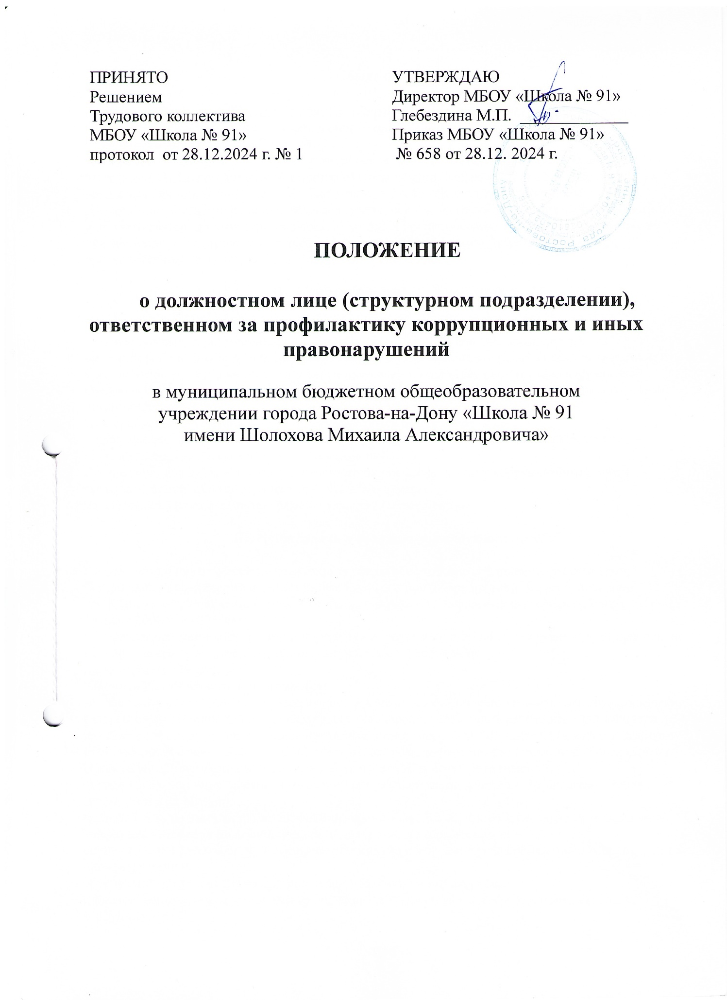 ПРИНЯТО
Решением
Трудового коллектива
МБОУ «Школа № 91»
протокол от 28.12.2024 г. № 1
УТВЕРЖДАЮ
Директор МБОУ «Школа № 91»
Глебездина М.П. ____________
Приказ МБОУ «Школа № 91»
№ 658 от 28.12. 2024 г.
ПОЛОЖЕНИЕ
о должностном лице (структурном подразделении),
ответственном за профилактику коррупционных и иных
правонарушений
в муниципальном бюджетном общеобразовательном
учреждении города Ростова-на-Дону «Школа № 91
имени Шолохова Михаила Александровича»